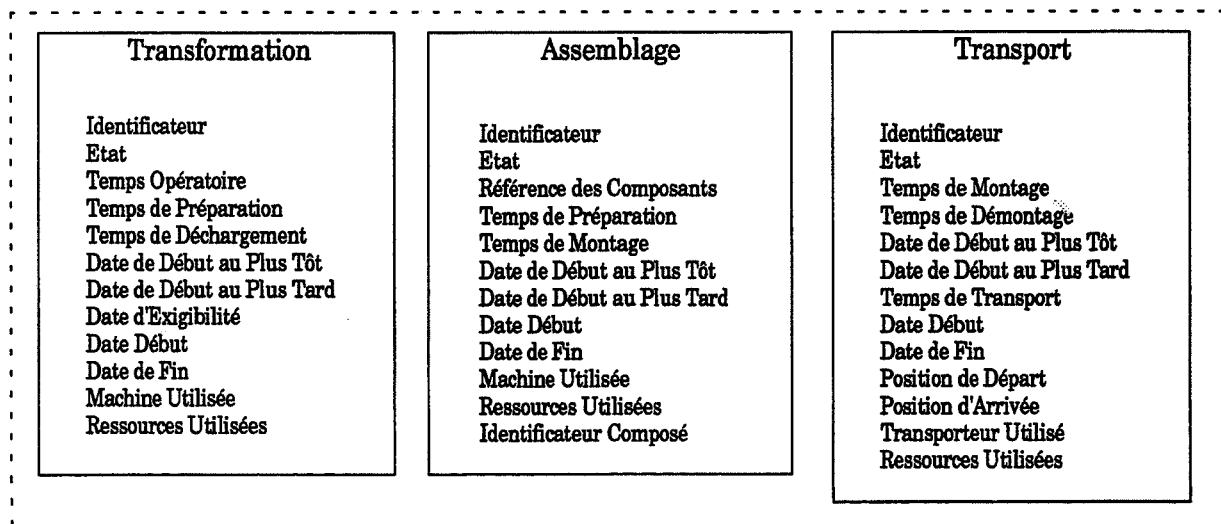 Transformation
Identificateur
Etat
Temps Opératoire
Temps de Préparation
Temps de Déchargement
Date de Début au Plus Tôt
Date de Début au Plus Tard
Date d'Exigibilité
Date Début
Date de Fin
Machine Utilisée
Ressources Utilisées
Assemblage
Identificateur
Etat
Référence des Composants
Temps de Préparation
Temps de Montage
Date de Début au Plus Tôt
Date de Début au Plus Tard
Date Début
Date de Fin
Machine Utilisée
Ressources Utilisées
Identificateur Composé
Transport
Identificateur
Etat
Temps de Montage
Temps de Démontage
Date de Début au Plus Tôt
Date de Début au Plus Tard
Temps de Transport
Date Début
Date de Fin
Position de Départ
Position d'Arrivée
Transporteur Utilisé
Ressources Utilisées